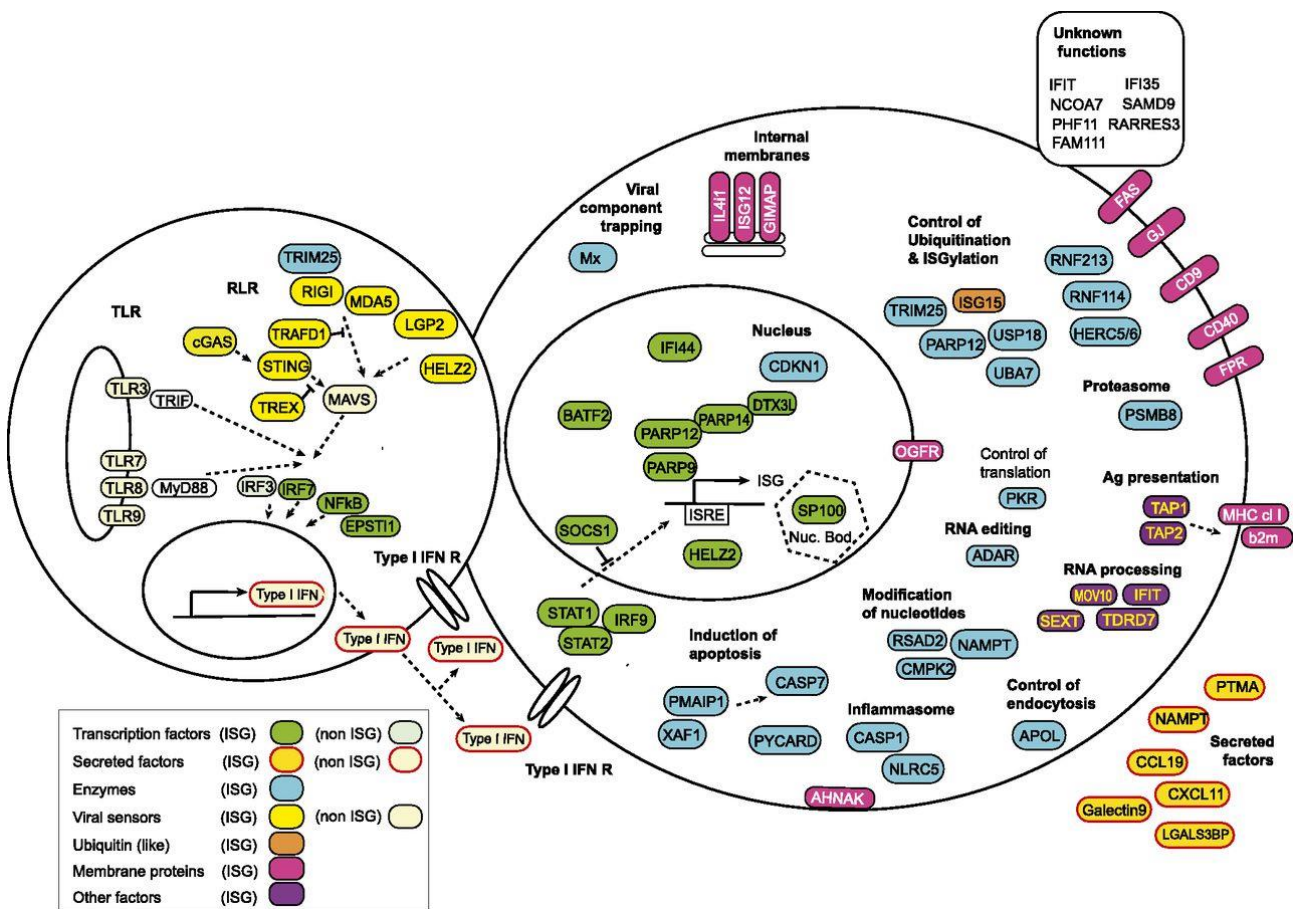 Unknown
functions
IFIT IFI35
NCOA7 SAMD9
PHF11 RARRES3
FAM111
Internal
membranes
IL4I1
ISG12
GIMAP
Viral
component
trapping
Mx
FAS
GJ
CD9
CD40
FPR
Control of
Ubiquitination
& ISGylation
RNF213
RNF114
HERC5/6
TRIM25
ISG15
PARP12
USP18
UBA7
Proteasome
PSMB8
TLR
RLR
TRIM25
RIGI
MDA5
LGP2
TRAFD1
cGAS
STING
HELZ2
TREX
MAVS
TLR3
TRIF
TLR7
TLR8
MyD88
TLR9
IRF3
IRF7
NFkB
EPSTI1
Type I IFN
Type I IFN
Type I IFN R
Type I IFN
Type I IFN
Type I IFN R
Nucleus
IFI44
CDKN1
BATF2
DTX3L
PARP14
PARP12
PARP9
ISG
ISRE
SP100
Nuc. Bod.
SOCS1
HELZ2
OGFR
STAT1
IRF9
STAT2
Control of
translation
PKR
RNA editing
ADAR
Ag presentation
TAP1
TAP2
MHC cl I
b2m
RNA processing
MOV10
IFIT
SEXT
TDRD7
Modification
of nucleotides
RSAD2
NAMPT
CMPK2
Induction of
apoptosis
PMAIP1
CASP7
XAF1
PYCARD
Inflammasome
CASP1
NLRC5
AHNAK
Control of
endocytosis
APOL
PTMA
NAMPT
Secreted
factors
CCL19
CXCL11
Galectin9
LGALS3BP
Transcription factors (ISG) (non ISG)
Secreted factors (ISG) (non ISG)
Enzymes (ISG)
Viral sensors (ISG) (non ISG)
Ubiquitin (like) (ISG)
Membrane proteins (ISG)
Other factors (ISG)